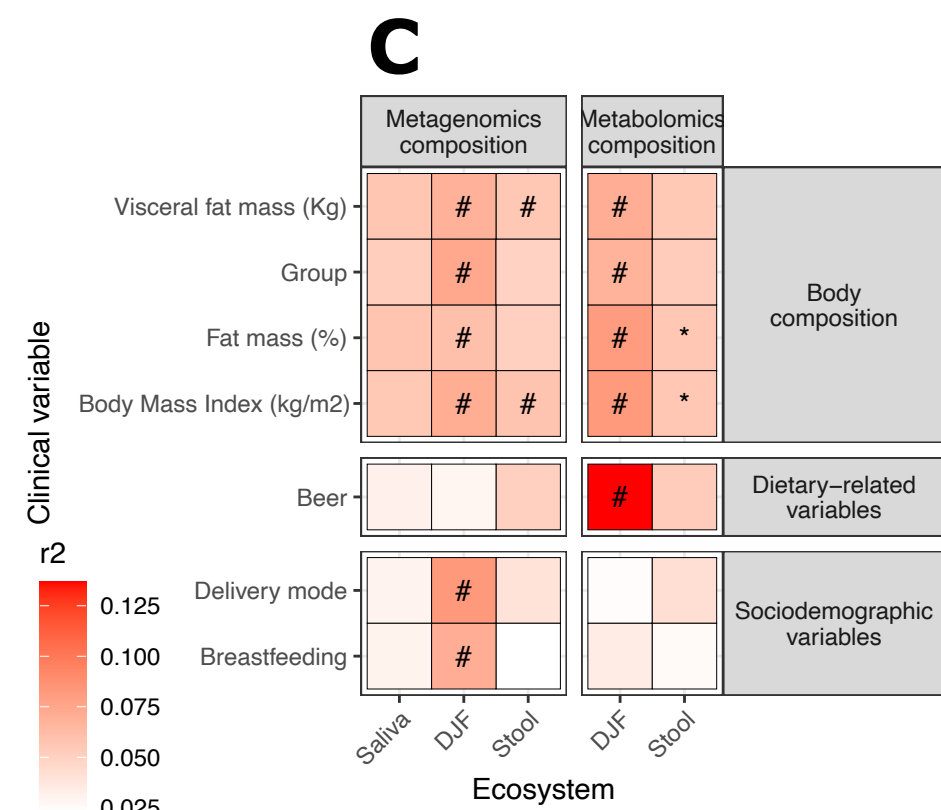 C
Metagenomics
composition
Metabolomics
composition
Visceral fat mass (Kg)
# # #
Group
# #
Fat mass (%)
# # *
Body Mass Index (kg/m2)
# # # *
Body
composition
Beer
#
Dietary−related
variables
Delivery mode
#
Breastfeeding
#
Sociodemographic
variables
Saliva
DJF
Stool
DJF
Stool
Ecosystem
Clinical variable
r2
0.125
0.100
0.075
0.050
0.025